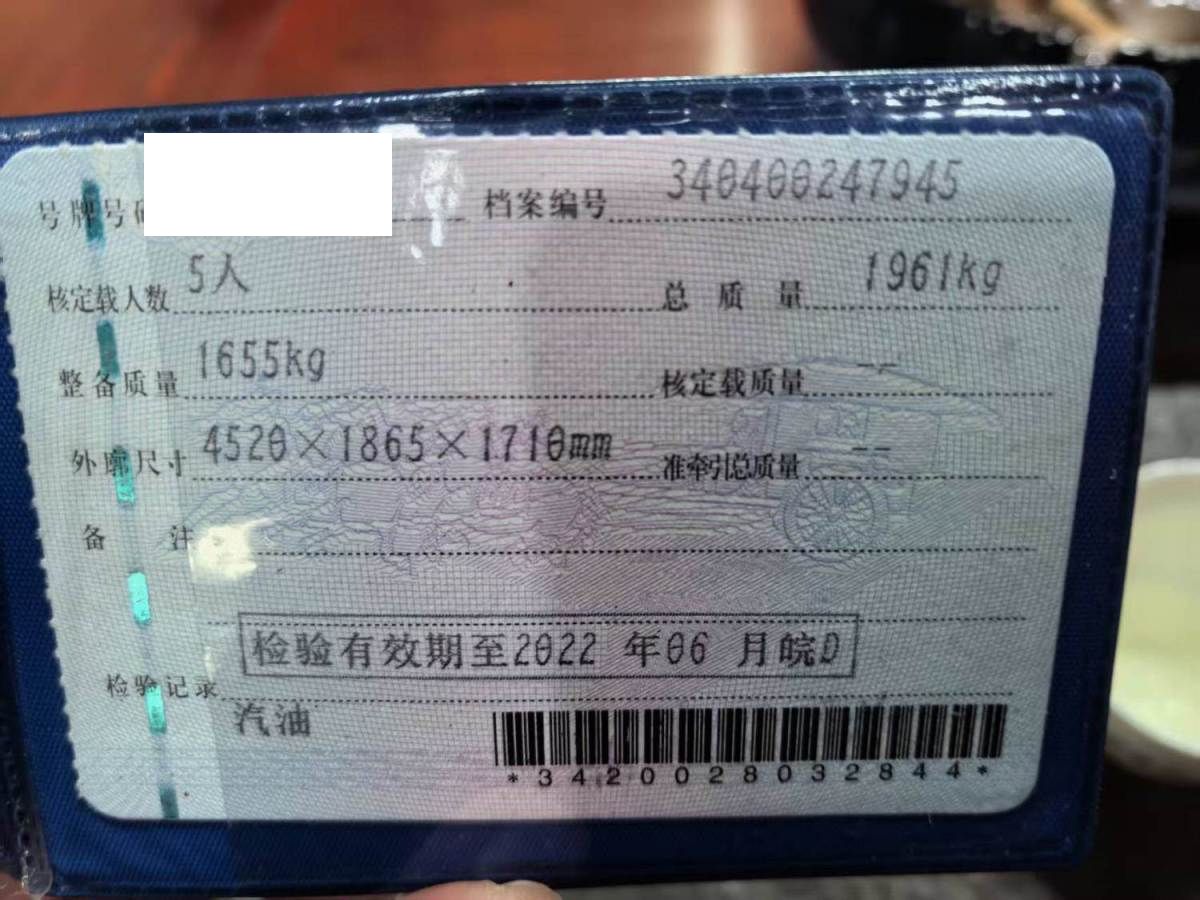 号牌号码 档案编号 340400247945
核定载人数 5人 总质量 1961kg
整备质量 1655kg 核定载质量 --
外廓尺寸 4520×1865×1710mm 准牵引总质量 --
备注
检验有效期至2022 年06 月皖D
检验记录
汽油
*3420028032844*